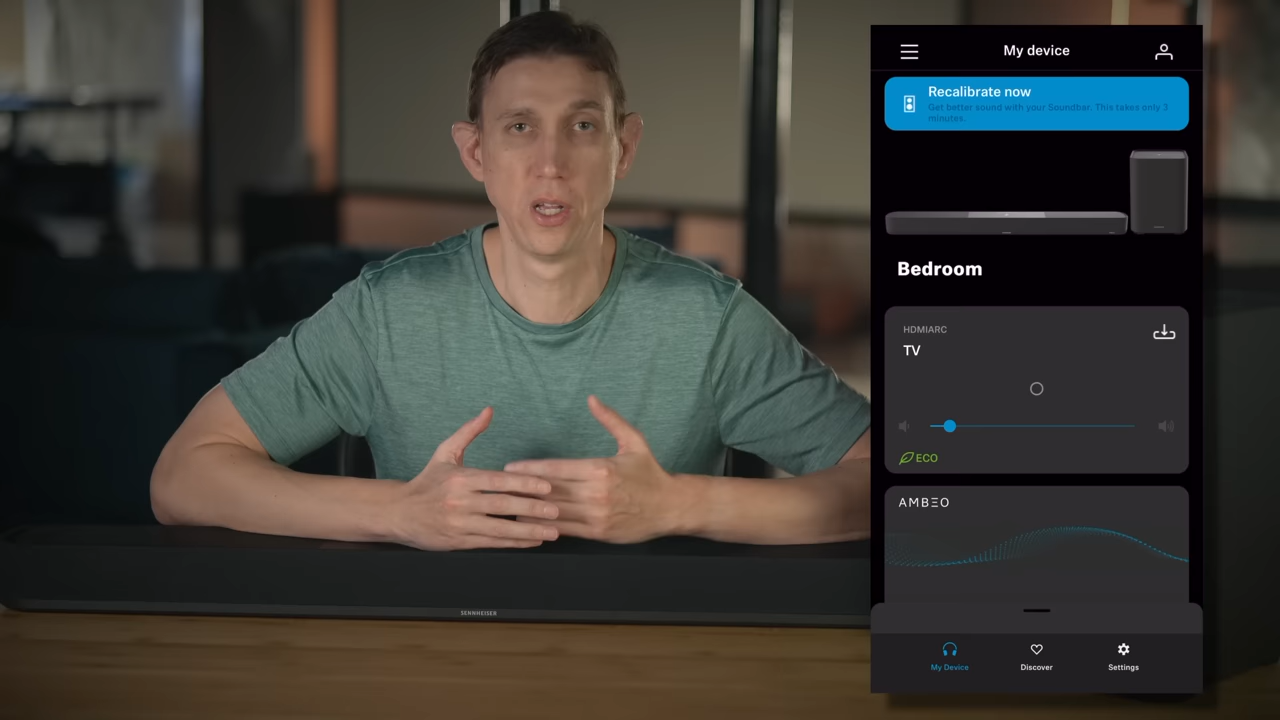 My device
Recalibrate now
Get better sound with your Soundbar. This takes only 3
minutes.
Bedroom
HDMIARC
TV
ECO
AMBEO
SENNHEISER
My Device
Discover
Settings